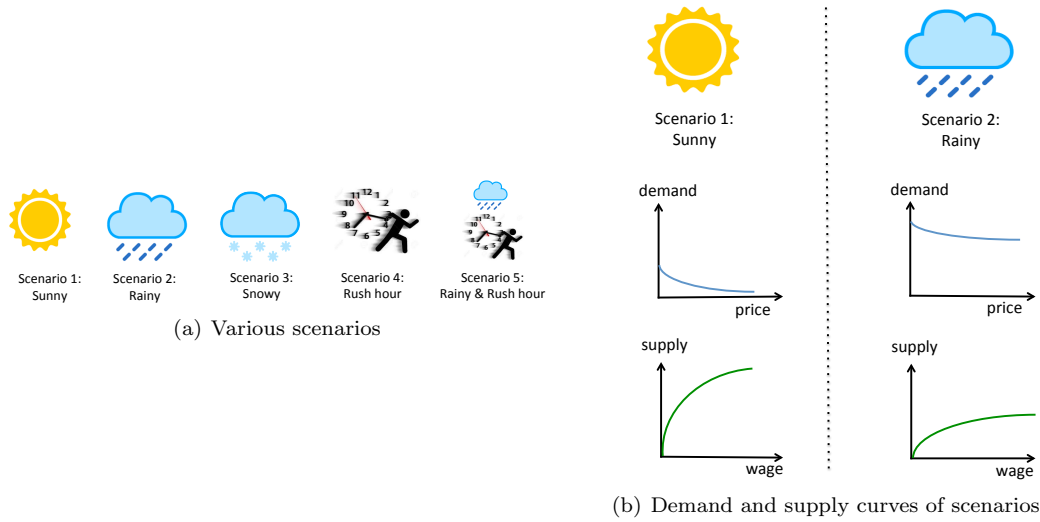 Scenario 1:
Sunny
Scenario 2:
Rainy
Scenario 3:
Snowy
Scenario 4:
Rush hour
Scenario 5:
Rainy & Rush hour
(a) Various scenarios
Scenario 1:
Sunny
Scenario 2:
Rainy
demand
price
demand
price
supply
wage
supply
wage
(b) Demand and supply curves of scenarios